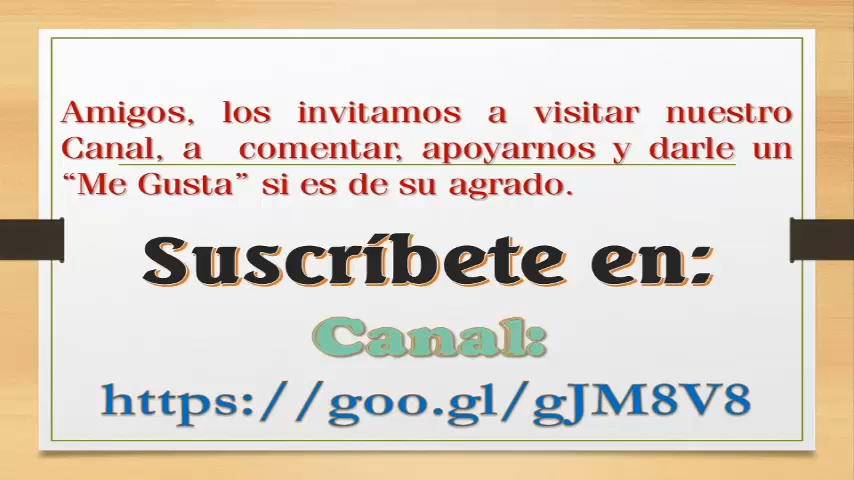 Amigos, los invitamos a visitar nuestro
Canal, a comentar, apoyarnos y darle un
“Me Gusta” si es de su agrado.
Suscríbete en:
Canal:
https://goo.gl/gJM8V8